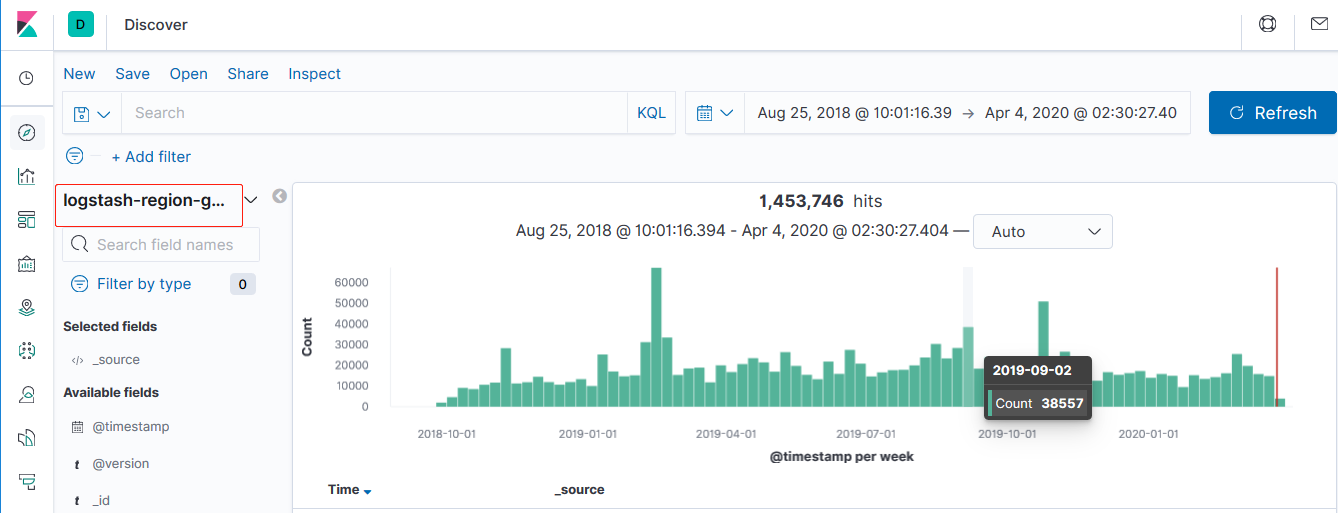 D Discover
New Save Open Share Inspect
Search KQL Aug 25, 2018 @ 10:01:16.39 → Apr 4, 2020 @ 02:30:27.40 Refresh
+ Add filter
logstash-region-g...
Search field names
Filter by type 0
Selected fields
</> _source
Available fields
@timestamp
t @version
t _id
1,453,746 hits
Aug 25, 2018 @ 10:01:16.394 - Apr 4, 2020 @ 02:30:27.404 — Auto
Count
60000
50000
40000
30000
20000
10000
0
2019-09-02
Count 38557
2018-10-01 2019-01-01 2019-04-01 2019-07-01 2019-10-01 2020-01-01
@timestamp per week
Time _source